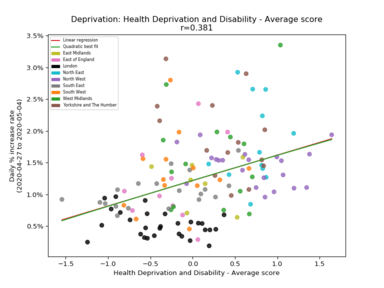 Deprivation: Health Deprivation and Disability - Average score
r=0.381
3.5%
3.0%
2.5%
2.0%
1.5%
1.0%
0.5%
Daily % increase rate
(2020-04-27 to 2020-05-04)
Linear regression
Quadratic best fit
East Midlands
East of England
London
North East
North West
South East
South West
West Midlands
Yorkshire and The Humber
−1.5 −1.0 −0.5 0.0 0.5 1.0 1.5
Health Deprivation and Disability - Average score